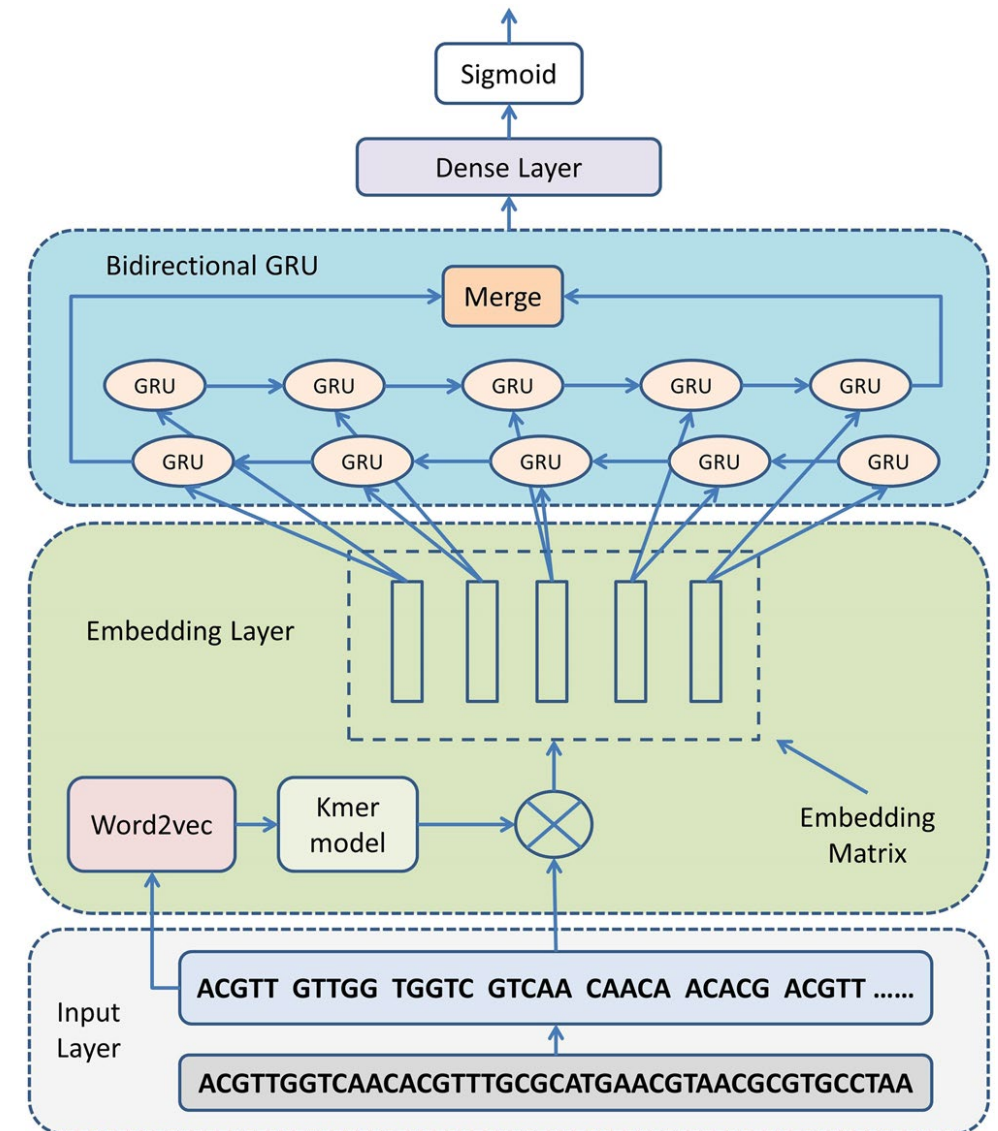 Sigmoid
Dense Layer
Bidirectional GRU
Merge
GRU GRU GRU GRU GRU
GRU GRU GRU GRU GRU
Embedding Layer
Word2vec
Kmer
model
Embedding
Matrix
Input
Layer
ACGTT GTTGG TGGTC GTCAA CAACA ACACG ACGTT ......
ACGTTGGTCAACACGTTTGCGCATGAACGTAACGCGTGCCTAA